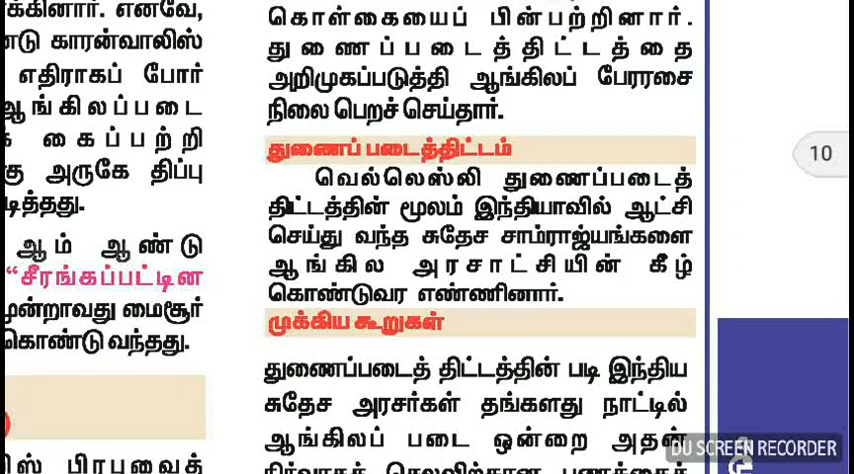 க்கினார். எனவே,
ண்டு காரன்வாலிஸ்
எதிராகப் போர்
ஆங்கிலப்படை
கைப்பற்றி
கு அருகே திப்பு
டித்தது.
ஆம் ஆண்டு
“சீரங்கப்பட்டின
மூன்றாவது மைசூர்
கொண்டு வந்தது.
பிரபுவைத்
கொள்கையைப் பின்பற்றினார்.
துணைப்படைத்திட்டத்தை
அறிமுகப்படுத்தி ஆங்கிலப் பேரரசை
நிலை பெறச் செய்தார்.
துணைப் படைத்திட்டம்
வெல்லெஸ்லி துணைப்படைத்
திட்டத்தின் மூலம் இந்தியாவில் ஆட்சி
செய்து வந்த சுதேச சாம்ராஜ்யங்களை
ஆங்கில அரசாட்சியின் கீழ்
கொண்டுவர எண்ணினார்.
முக்கிய கூறுகள்
துணைப்படைத் திட்டத்தின் படி இந்திய
சுதேச அரசர்கள் தங்களது நாட்டில்
ஆங்கிலப் படை ஒன்றை அதன்
10
DU SCREEN RECORDER